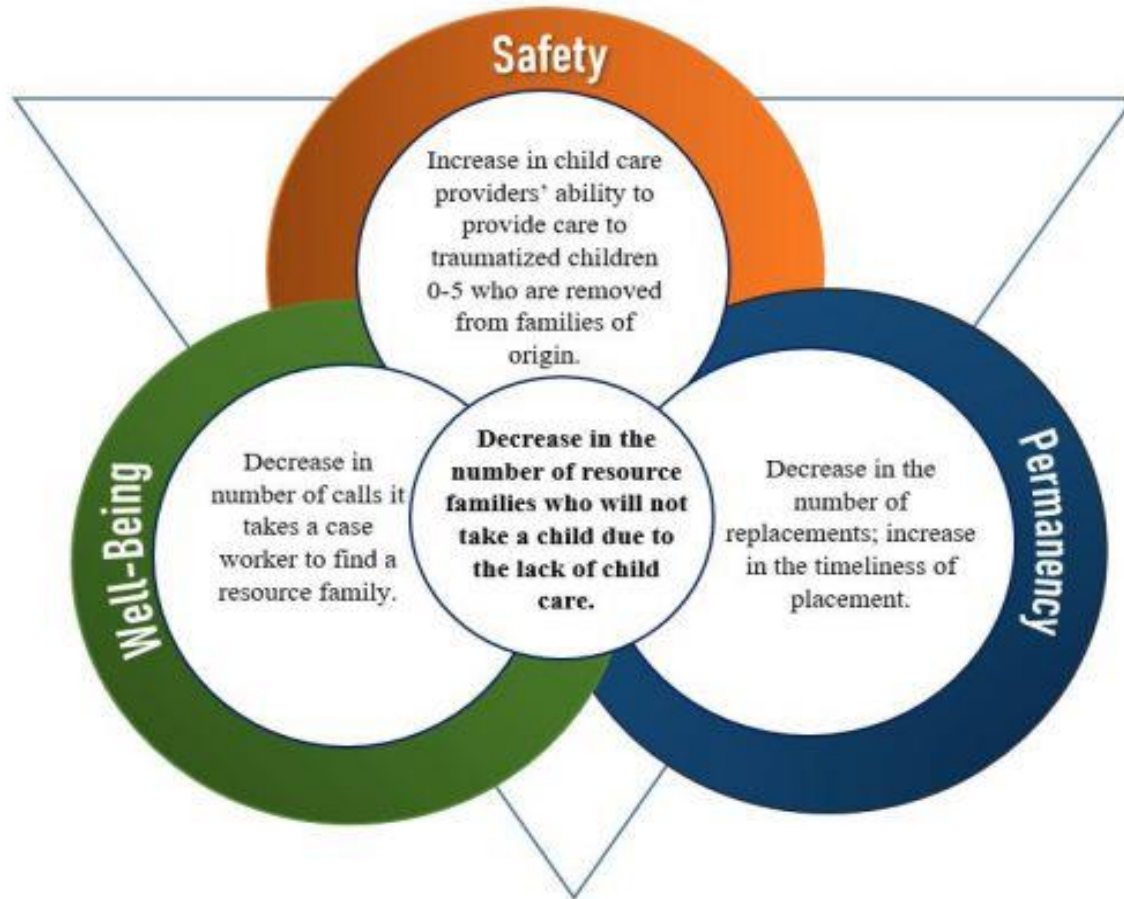 Safety
Increase in child care
providers' ability to
provide care to
traumatized children
0-5 who are removed
from families of
origin.
Well-Being
Decrease in
number of calls it
takes a case
worker to find a
resource family.
Decrease in the
number of resource
families who will not
take a child due to
the lack of child
care.
Decrease in the
number of
replacements; increase
in the timeliness of
placement.
Permanency